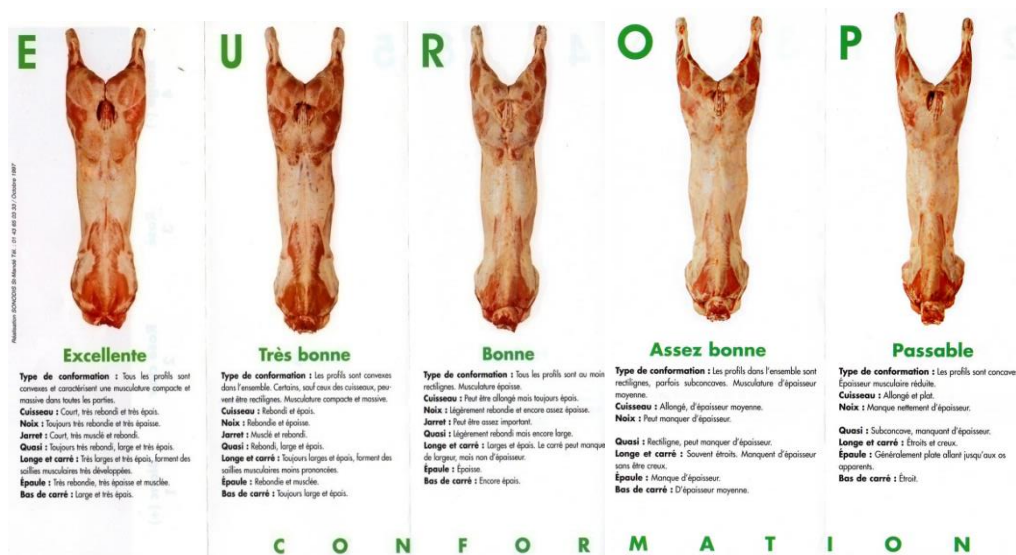 E
Excellente
Type de conformation : Tous les profils sont
convexes et caractérisent une musculature compacte et
massive dans toutes les parties.
Cuisseau : Court, très rebondi et très épais.
Noix : Toujours très rebondie et très épaisse.
Jarret : Court, très musclé et rebondi.
Quasi : Toujours très rebondi, large et très épais.
Longe et carré : Très larges et très épais, forment des
saillies musculaires très développées.
Épaule : Très rebondie, très épaisse et musclée.
Bas de carré : Large et très épais.
U
Très bonne
Type de conformation : Les profils sont convexes
dans l'ensemble. Certains, sauf ceux des cuisseaux, peu-
vent être rectilignes. Musculature compacte et massive.
Cuisseau : Rebondi et épais.
Noix : Rebondie et épaisse.
Jarret : Musclé et rebondi.
Quasi : Rebondi, large et épais.
Longe et carré : Toujours larges et épais, forment des
saillies musculaires moins prononcées.
Épaule : Rebondie et musclée.
Bas de carré : Toujours large et épais.
R
Bonne
Type de conformation : Tous les profils sont au moin
rectilignes. Musculature épaisse.
Cuisseau : Peut être allongé mais toujours épais.
Noix : Légèrement rebondie et encore assez épaisse.
Jarret : Peut être assez important.
Quasi : Légèrement rebondi mais encore large.
Longe et carré : Larges et épais. Le carré peut manque
de largeur, mais non d'épaisseur.
Épaule : Épaisse.
Bas de carré : Encore épais.
O
Assez bonne
Type de conformation : Les profils dans l'ensemble sont
rectilignes, parfois subconcaves. Musculature d'épaisseur
moyenne.
Cuisseau : Allongé, d'épaisseur moyenne.
Noix : Peut manquer d'épaisseur.
Quasi : Rectiligne, peut manquer d'épaisseur.
Longe et carré : Souvent étroits. Manquent d'épaisseur
sans être creux.
Épaule : Manque d'épaisseur.
Bas de carré : D'épaisseur moyenne.
P
Passable
Type de conformation : Les profils sont concave
Épaisseur musculaire réduite.
Cuisseau : Allongé et plat.
Noix : Manque nettement d'épaisseur.
Quasi : Subconcave, manquant d'épaisseur.
Longe et carré : Étroits et creux.
Épaule : Généralement plate allant jusqu'aux os
apparents.
Bas de carré : Étroit.
CONFORMATION